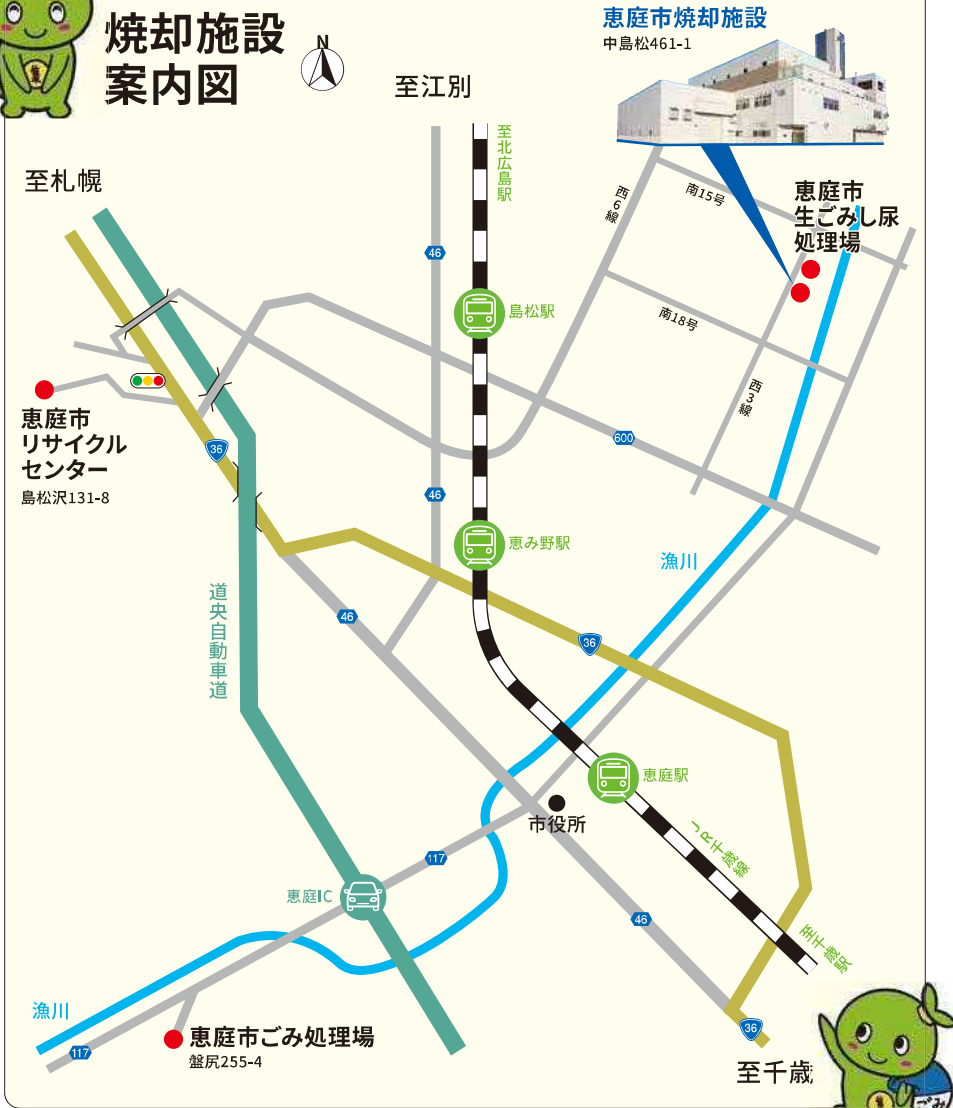 焼却施設
案内図
N
恵庭市焼却施設
中島松461-1
至江別
至北広島駅
至札幌
西6線
南15号
恵庭市
生ごみし尿
処理場
46
島松駅
南18号
西3線
恵庭市
リサイクル
センター
島松沢131-8
36
600
46
恵み野駅
漁川
道央自動車道
46
36
恵庭駅
市役所
JR千歳線
117
恵庭IC
46
至千歳駅
漁川
恵庭市ごみ処理場
盤尻255-4
117
36
至千歳
ごみ